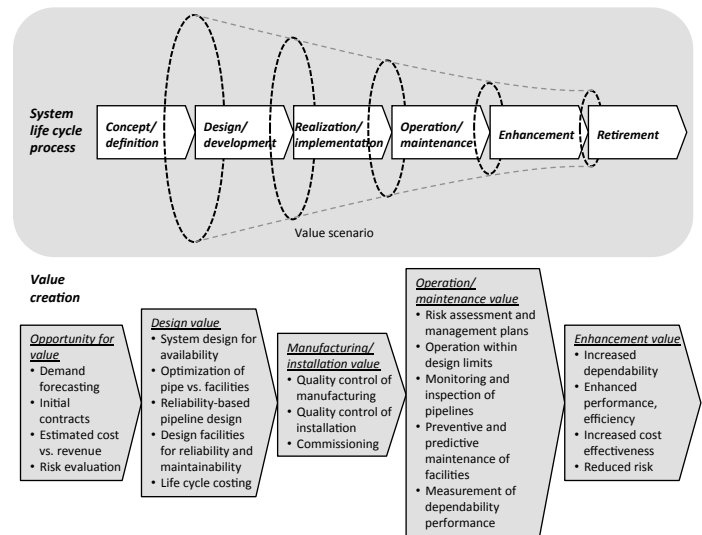 System
life cycle
process
Concept/
definition
Design/
development
Realization/
implementation
Operation/
maintenance
Enhancement
Retirement
Value scenario
Value
creation
Opportunity for
value
• Demand
forecasting
• Initial
contracts
• Estimated cost
vs. revenue
• Risk evaluation
Design value
• System design for
availability
• Optimization of
pipe vs. facilities
• Reliability-based
pipeline design
• Design facilities
for reliability and
maintainability
• Life cycle costing
Manufacturing/
installation value
• Quality control of
manufacturing
• Quality control of
installation
• Commissioning
Operation/
maintenance value
• Risk assessment and
management plans
• Operation within
design limits
• Monitoring and
inspection of
pipelines
• Preventive and
predictive
maintenance of
facilities
• Measurement of
dependability
performance
Enhancement value
• Increased
dependability
• Enhanced
performance,
efficiency
• Increased cost
effectiveness
• Reduced risk